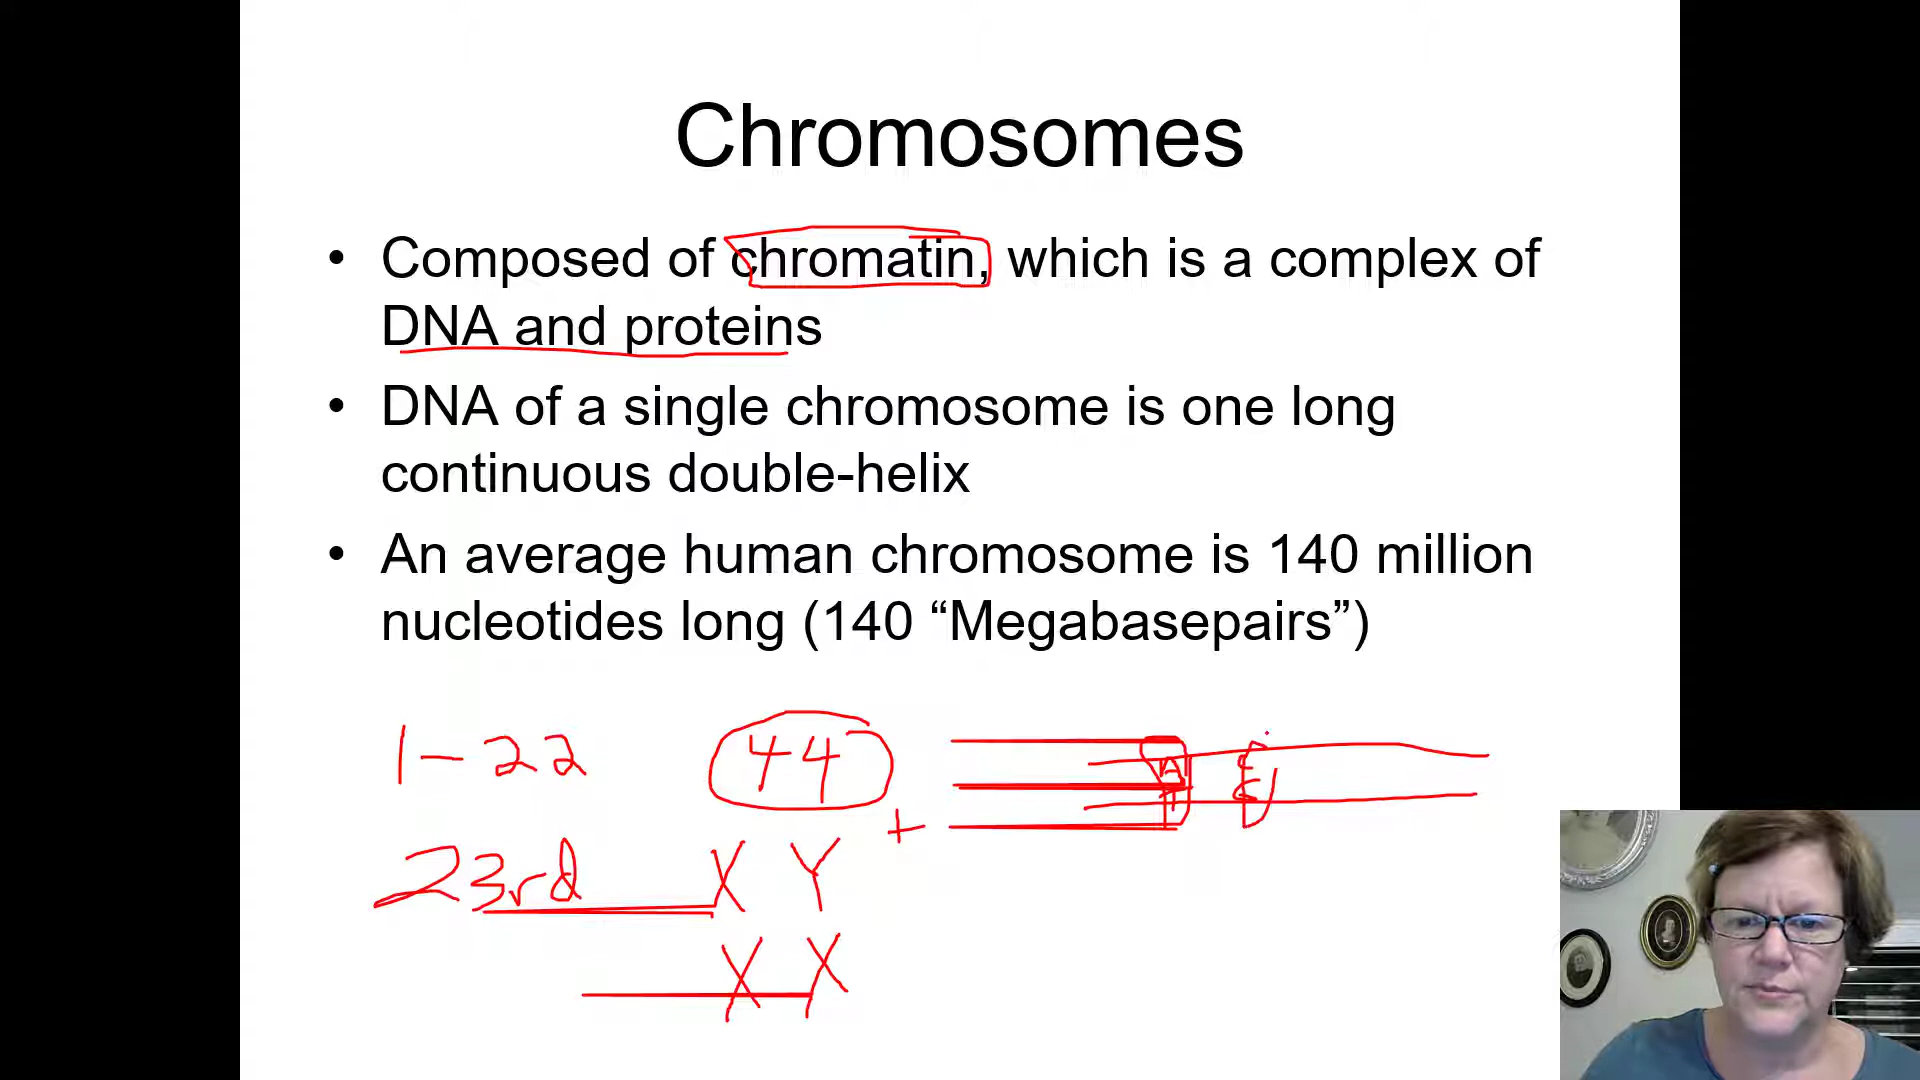 Chromosomes
• Composed of chromatin, which is a complex of
DNA and proteins
• DNA of a single chromosome is one long
continuous double-helix
• An average human chromosome is 140 million
nucleotides long (140 “Megabasepairs”)
1-22 44
+
23rd X Y
X X
A
T